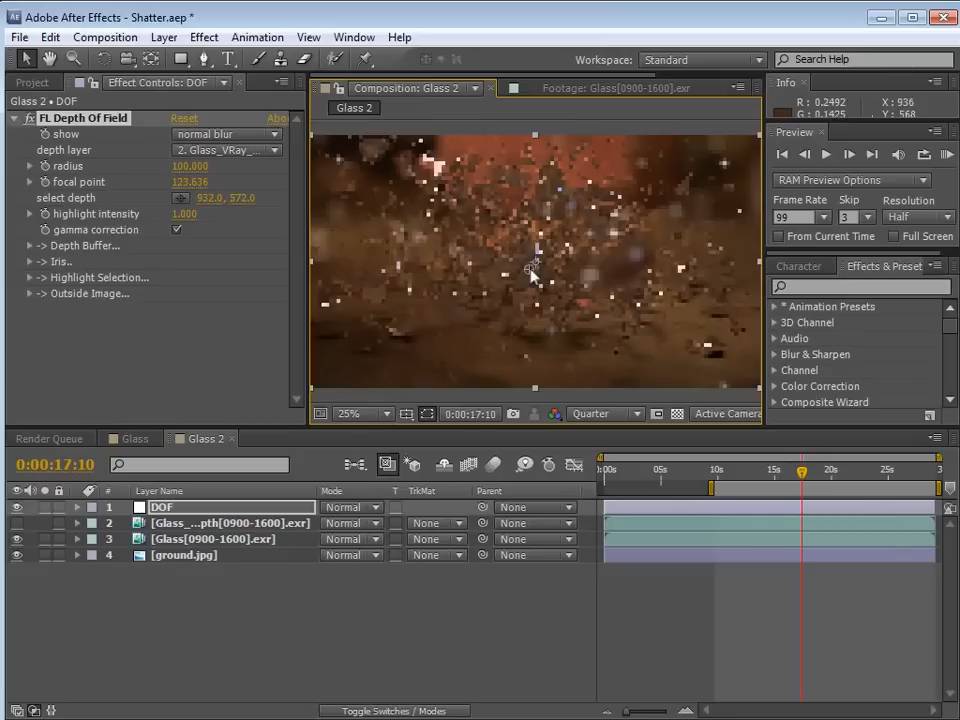 Adobe After Effects - Shatter.aep *
File Edit Composition Layer Effect Animation View Window Help
Workspace: Standard Search Help
Project Effect Controls: DOF Composition: Glass 2 Footage: Glass[0900-1600].exr Info
Glass 2 • DOF Glass 2 R : 0.2492 X : 936
G : 0.1425 Y : 568
fx FL Depth Of Field Reset
show normal blur Preview
depth layer 2. Glass_VRay_...
radius 100.000 RAM Preview Options
focal point 123.636 Frame Rate Skip Resolution
select depth 932.0, 572.0 99 3 Half
highlight intensity 1.000
gamma correction From Current Time Full Screen
-> Depth Buffer...
-> Iris.. Character Effects & Preset
-> Highlight Selection...
-> Outside Image... * Animation Presets
3D Channel
Audio
Blur & Sharpen
Channel
Color Correction
Composite Wizard
25% 0:00:17:10 Quarter Active Camera
Render Queue Glass Glass 2
0:00:17:10 :00s 05s 10s 15s 20s 25s 3
# Layer Name Mode T TrkMat Parent
1 DOF Normal None
2 [Glass_...pth[0900-1600].exr] Normal None None
3 [Glass[0900-1600].exr] Normal None None
4 [ground.jpg] Normal None None
Toggle Switches / Modes